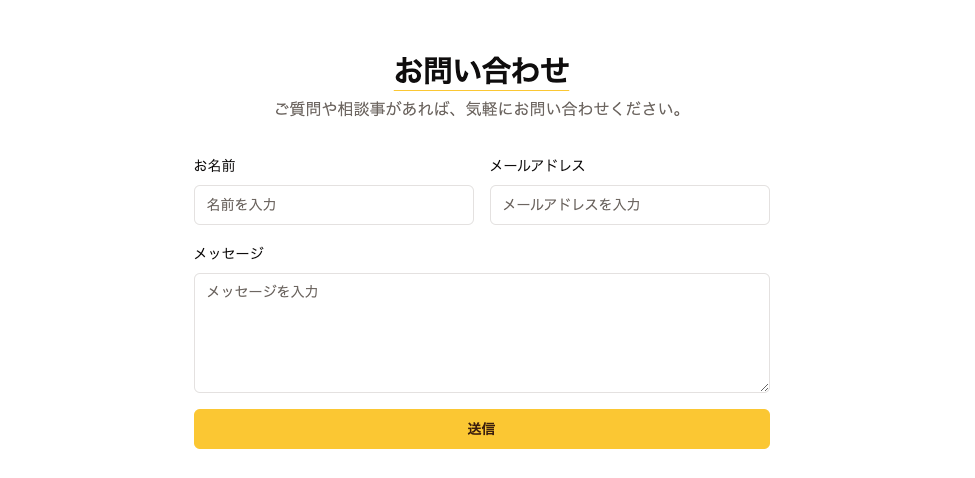 お問い合わせ
ご質問や相談事があれば、気軽にお問い合わせください。
お名前
メールアドレス
名前を入力
メールアドレスを入力
メッセージ
メッセージを入力
送信